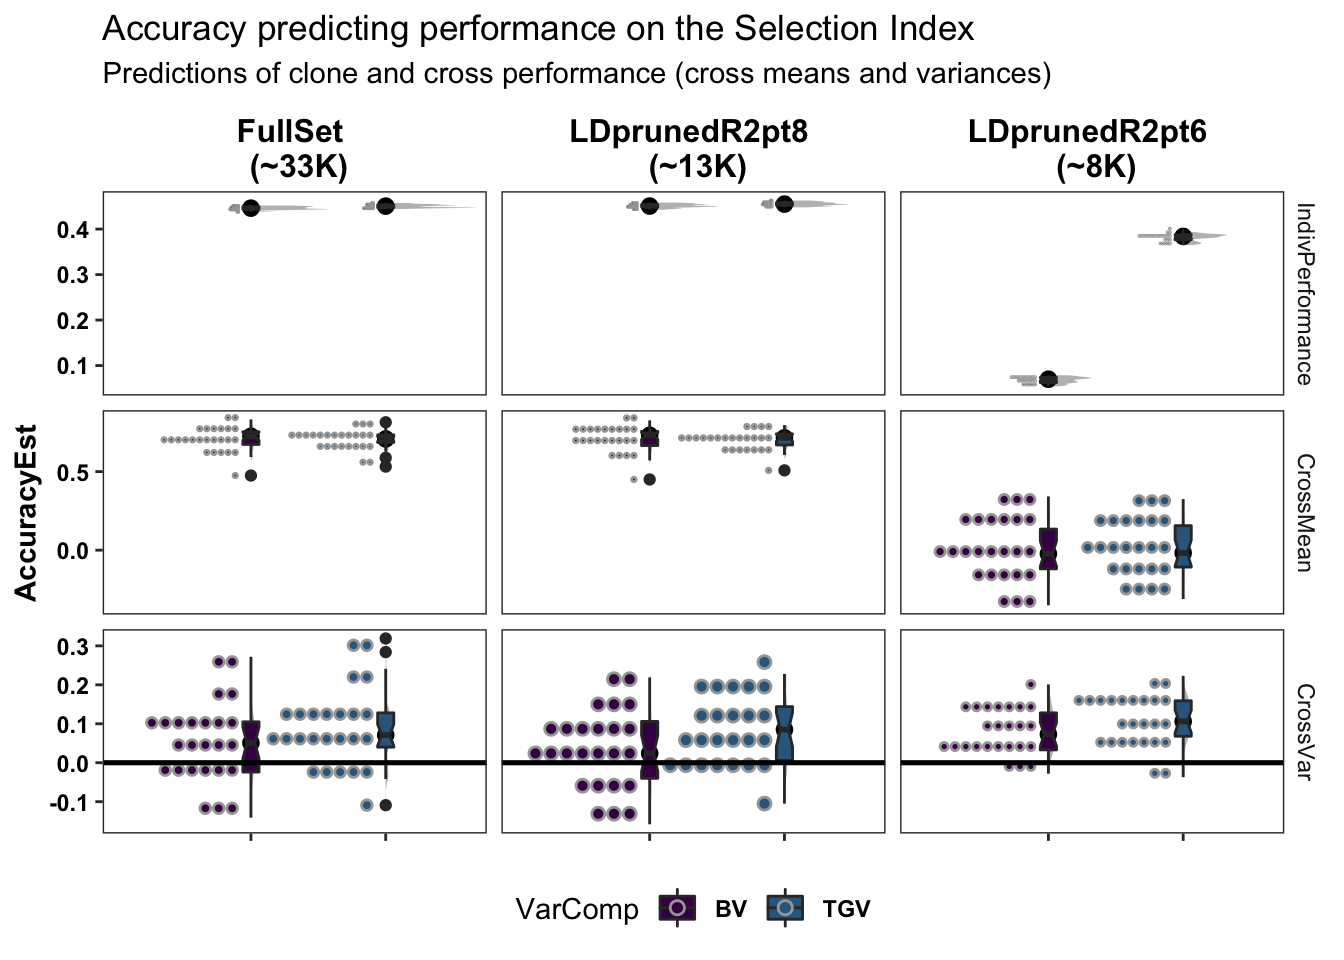 Accuracy predicting performance on the Selection Index
Predictions of clone and cross performance (cross means and variances)
FullSet
(~33K)
LDprunedR2pt8
(~13K)
LDprunedR2pt6
(~8K)
AccuracyEst
0.4
0.3
0.2
0.1
IndivPerformance
0.5
0.0
CrossMean
0.3
0.2
0.1
0.0
-0.1
CrossVar
VarComp BV TGV